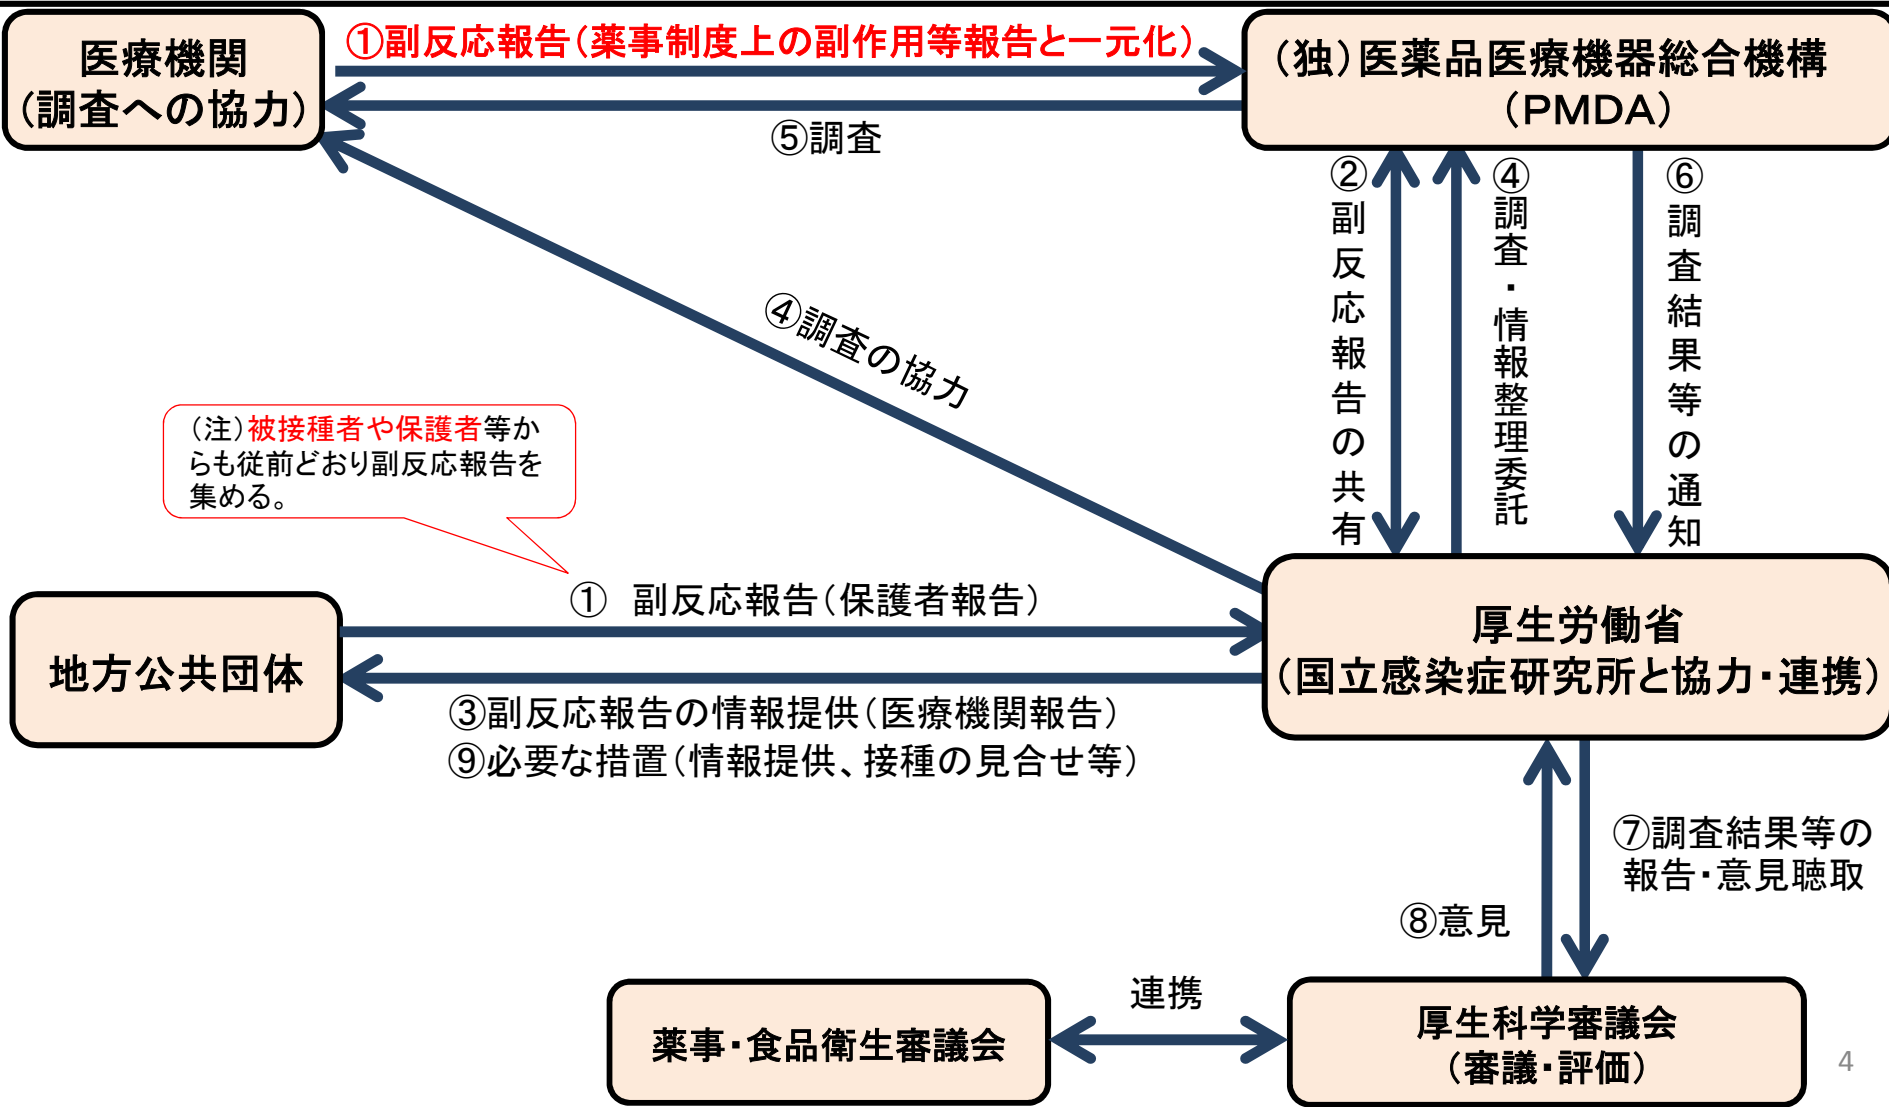 医療機関
(調査への協力)
①副反応報告(薬事制度上の副作用等報告と一元化)
(独)医薬品医療機器総合機構
(PMDA)
⑤調査
②副反応報告の共有
④調査・情報整理委託
⑥調査結果等の通知
④調査の協力
(注)被接種者や保護者等か
らも従前どおり副反応報告を
集める。
① 副反応報告(保護者報告)
地方公共団体
厚生労働省
(国立感染症研究所と協力・連携)
③副反応報告の情報提供(医療機関報告)
⑨必要な措置(情報提供、接種の見合せ等)
⑦調査結果等の
報告・意見聴取
⑧意見
連携
薬事・食品衛生審議会
厚生科学審議会
(審議・評価)
4